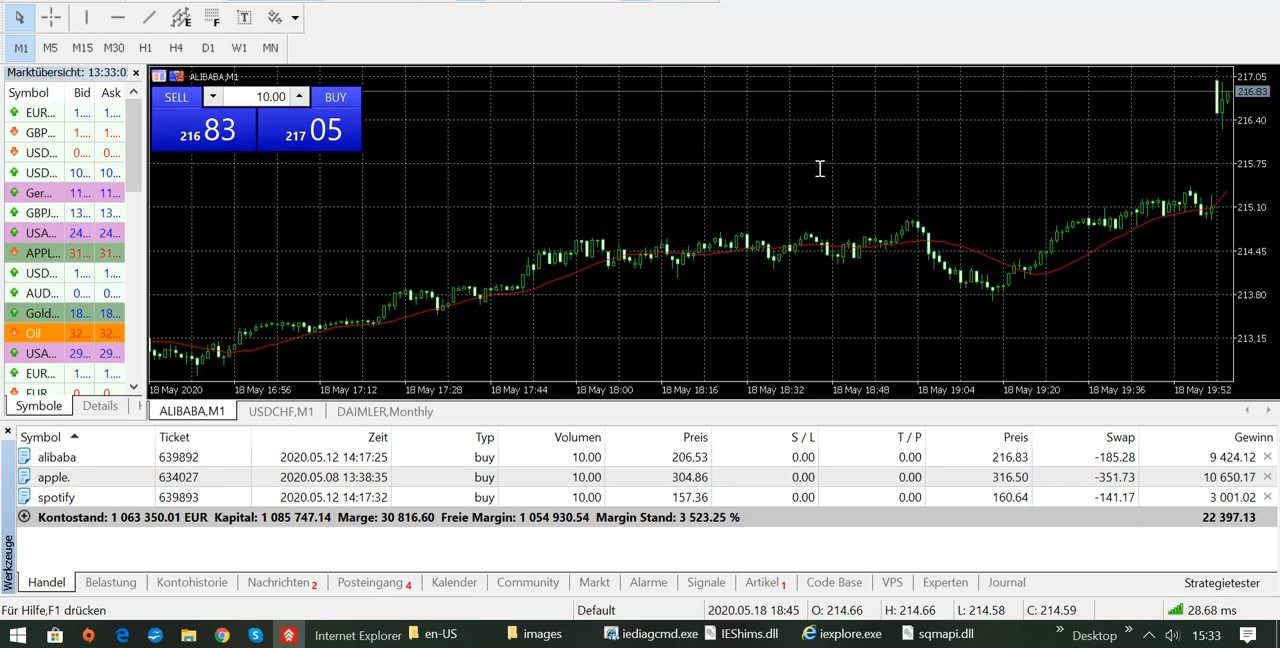 E F T
M1 M5 M15 M30 H1 H4 D1 W1 MN
Marktübersicht: 13:33:0
Symbol Bid Ask
EUR... 1.... 1....
GBP... 1.... 1....
USD... 0.... 0....
USD... 10... 10...
Ger... 11... 11...
GBPJ... 13... 13...
USA... 24... 24...
APPL... 31... 31...
USD... 1.... 1....
AUD... 0.... 0....
Gold... 18... 18...
Oil 32... 32...
USA... 29... 29...
EUR... 1.... 1....
EUR
Symbole Details
ALIBABA,M1
SELL 10.00 BUY
216 83 217 05
217.05
216.83
216.40
215.75
215.10
214.45
213.80
213.15
18 May 2020 18 May 16:56 18 May 17:12 18 May 17:28 18 May 17:44 18 May 18:00 18 May 18:16 18 May 18:32 18 May 18:48 18 May 19:04 18 May 19:20 18 May 19:36 18 May 19:52
ALIBABA,M1 USDCHF,M1 DAIMLER,Monthly
Symbol Ticket Zeit Typ Volumen Preis S / L T / P Preis Swap Gewinn
alibaba 639892 2020.05.12 14:17:25 buy 10.00 206.53 0.00 0.00 216.83 -185.28 9 424.12
apple. 634027 2020.05.08 13:38:35 buy 10.00 304.86 0.00 0.00 316.50 -351.73 10 650.17
spotify 639893 2020.05.12 14:17:32 buy 10.00 157.36 0.00 0.00 160.64 -141.17 3 001.02
Kontostand: 1 063 350.01 EUR Kapital: 1 085 747.14 Marge: 30 816.60 Freie Margin: 1 054 930.54 Margin Stand: 3 523.25 % 22 397.13
Werkzeuge
Handel Belastung Kontohistorie Nachrichten 2 Posteingang 4 Kalender Community Markt Alarme Signale Artikel 1 Code Base VPS Experten Journal Strategietester
Für Hilfe,F1 drücken Default 2020.05.18 18:45 O: 214.66 H: 214.66 L: 214.58 C: 214.59 28.68 ms
Internet Explorer en-US images iediagcmd.exe IEShims.dll iexplore.exe sqmapi.dll Desktop 15:33